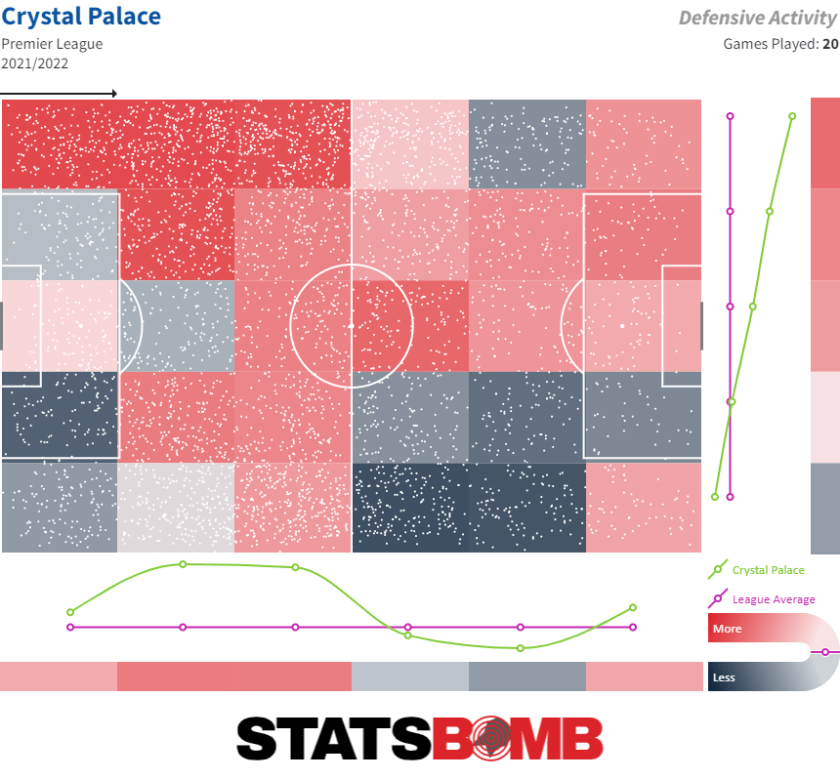 Crystal Palace
Defensive Activity
Premier League
Games Played: 20
2021/2022
Crystal Palace
League Average
More
Less
STATSBOMB